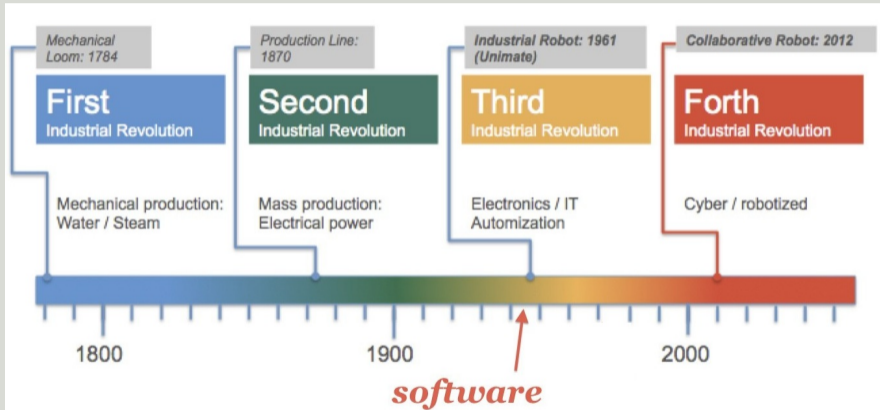 Mechanical
Loom: 1784
Production Line:
1870
Industrial Robot: 1961
(Unimate)
Collaborative Robot: 2012
First
Industrial Revolution
Second
Industrial Revolution
Third
Industrial Revolution
Forth
Industrial Revolution
Mechanical production:
Water / Steam
Mass production:
Electrical power
Electronics / IT
Automization
Cyber / robotized
1800
1900
2000
software